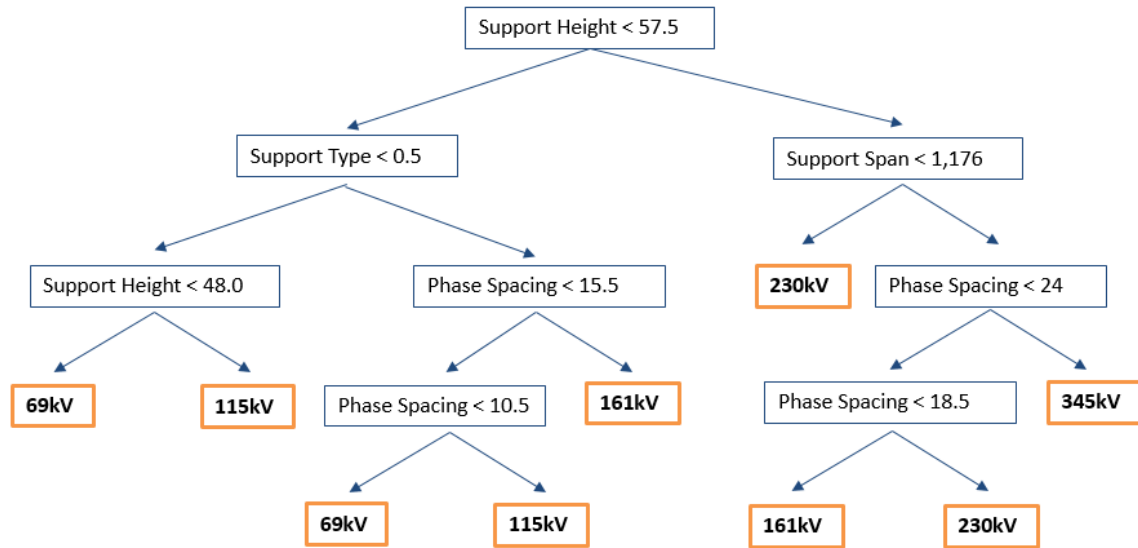 Support Height < 57.5
Support Type < 0.5
Support Span < 1,176
Support Height < 48.0
Phase Spacing < 15.5
230kV
Phase Spacing < 24
69kV
115kV
Phase Spacing < 10.5
161kV
Phase Spacing < 18.5
345kV
69kV
115kV
161kV
230kV